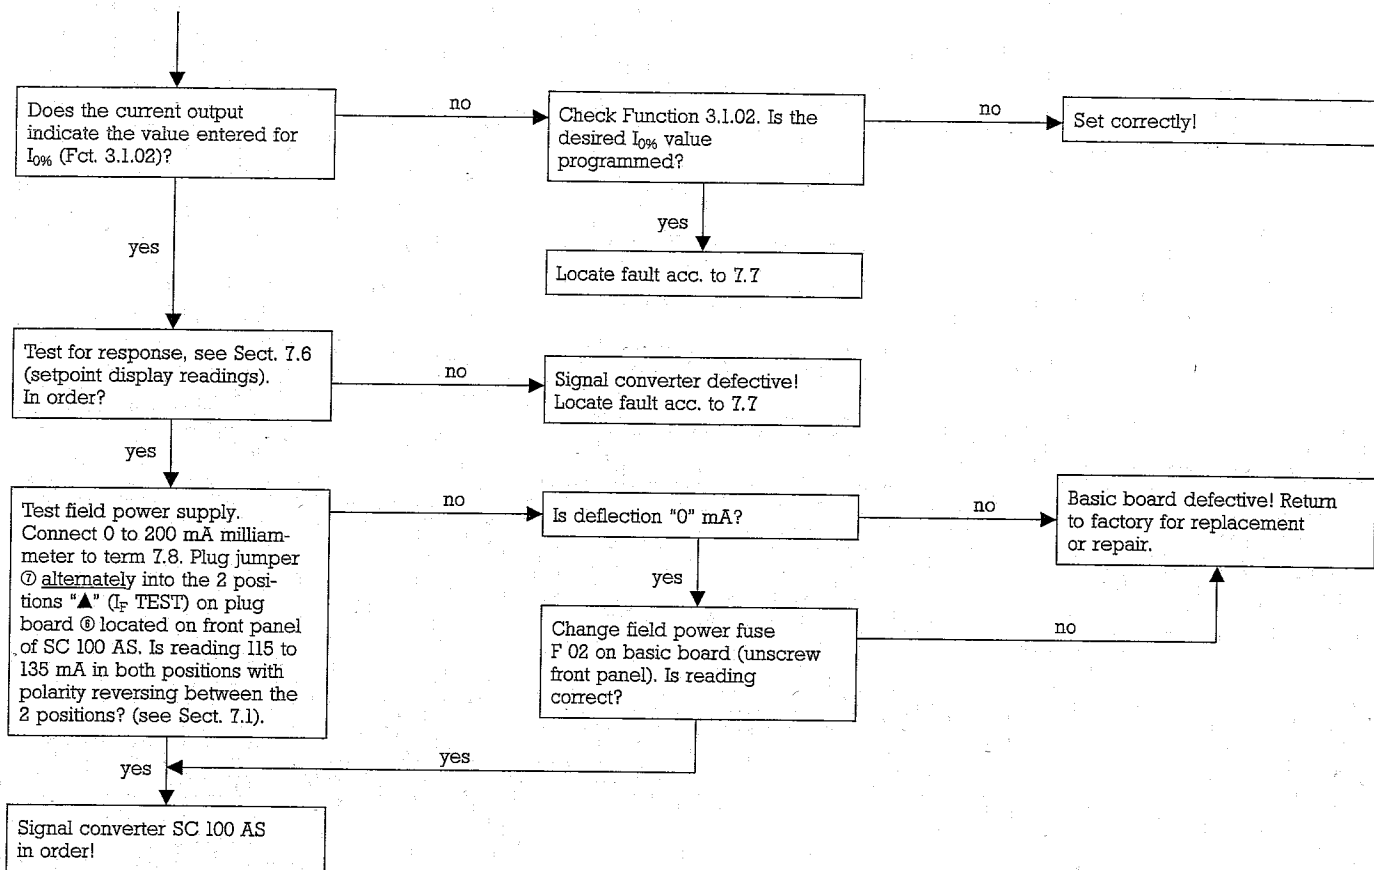 Does the current output
indicate the value entered for
I0% (Fct. 3.1.02)?
no
Check Function 3.1.02. Is the
desired I0% value
programmed?
no
Set correctly!
yes
yes
Locate fault acc. to 7.7
Test for response, see Sect. 7.6
(setpoint display readings).
In order?
no
Signal converter defective!
Locate fault acc. to 7.7
yes
Test field power supply.
Connect 0 to 200 mA milliam-
meter to term 7.8. Plug jumper
⑦ alternately into the 2 posi-
tions "▲" (IF TEST) on plug
board ⑥ located on front panel
of SC 100 AS. Is reading 115 to
135 mA in both positions with
polarity reversing between the
2 positions? (see Sect. 7.1).
no
Is deflection "0" mA?
no
Basic board defective! Return
to factory for replacement
or repair.
yes
Change field power fuse
F 02 on basic board (unscrew
front panel). Is reading
correct?
no
yes
yes
Signal converter SC 100 AS
in order!